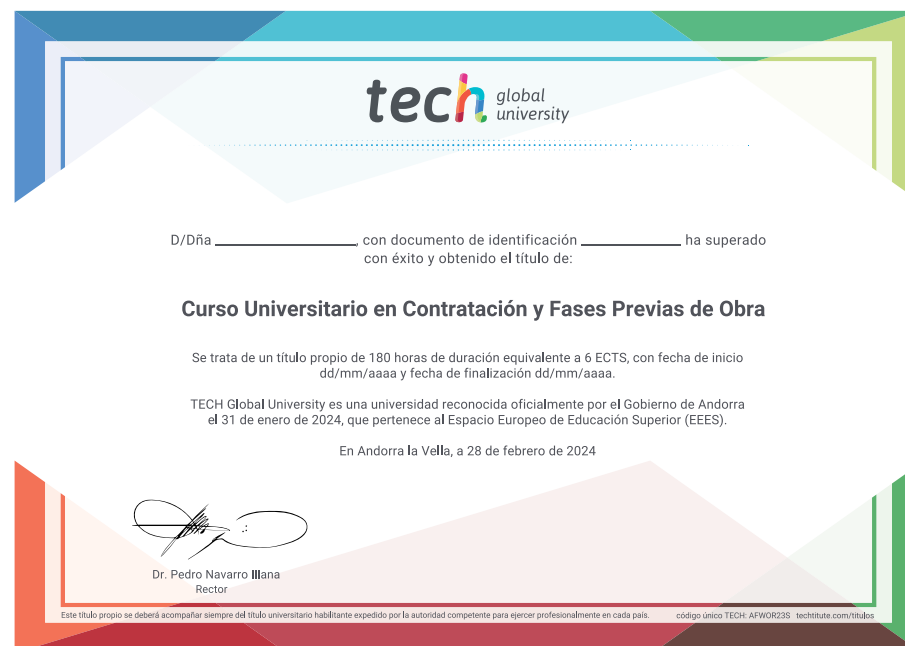 tech global university
D/Dña ____________, con documento de identificación ____________ ha superado
con éxito y obtenido el título de:
Curso Universitario en Contratación y Fases Previas de Obra
Se trata de un título propio de 180 horas de duración equivalente a 6 ECTS, con fecha de inicio
dd/mm/aaaa y fecha de finalización dd/mm/aaaa.
TECH Global University es una universidad reconocida oficialmente por el Gobierno de Andorra
el 31 de enero de 2024, que pertenece al Espacio Europeo de Educación Superior (EEES).
En Andorra la Vella, a 28 de febrero de 2024
Dr. Pedro Navarro Illana
Rector
Este título propio se deberá acompañar siempre del título universitario habilitante expedido por la autoridad competente para ejercer profesionalmente en cada país. código único TECH: AFWOR23S techtitute.com/titulos